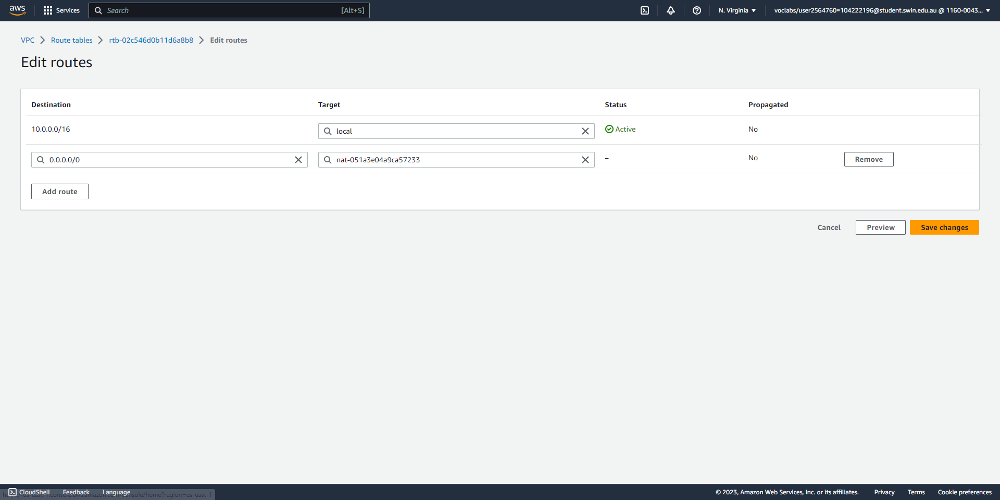 aws
Services
Search
[Alt+S]
N. Virginia
voclabs/user2564760=104222196@student.swin.edu.au @ 1160-0043...
VPC
Route tables
rtb-02c546d0b11d6a8b8
Edit routes
Edit routes
Destination
Target
Status
Propagated
10.0.0.0/16
local
Active
No
0.0.0.0/0
nat-051a3e04a9ca57233
–
No
Remove
Add route
Cancel
Preview
Save changes
CloudShell
Feedback
Language
© 2023, Amazon Web Services, Inc. or its affiliates.
Privacy
Terms
Cookie preferences